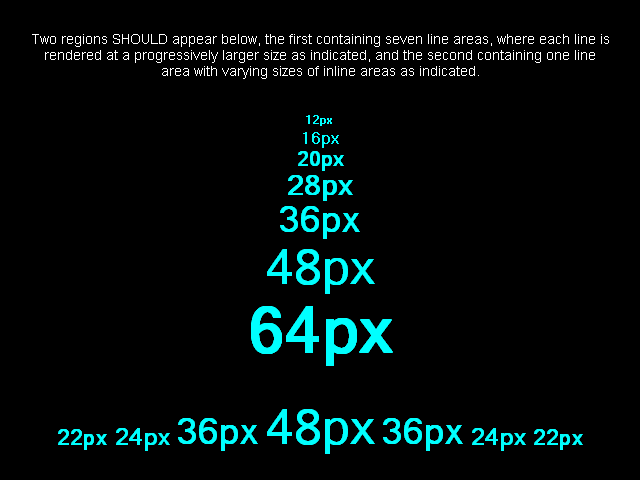 Two regions SHOULD appear below, the first containing seven line areas, where each line is
rendered at a progressively larger size as indicated, and the second containing one line
area with varying sizes of inline areas as indicated.
12px
16px
20px
28px
36px
48px
64px
22px 24px 36px 48px 36px 24px 22px